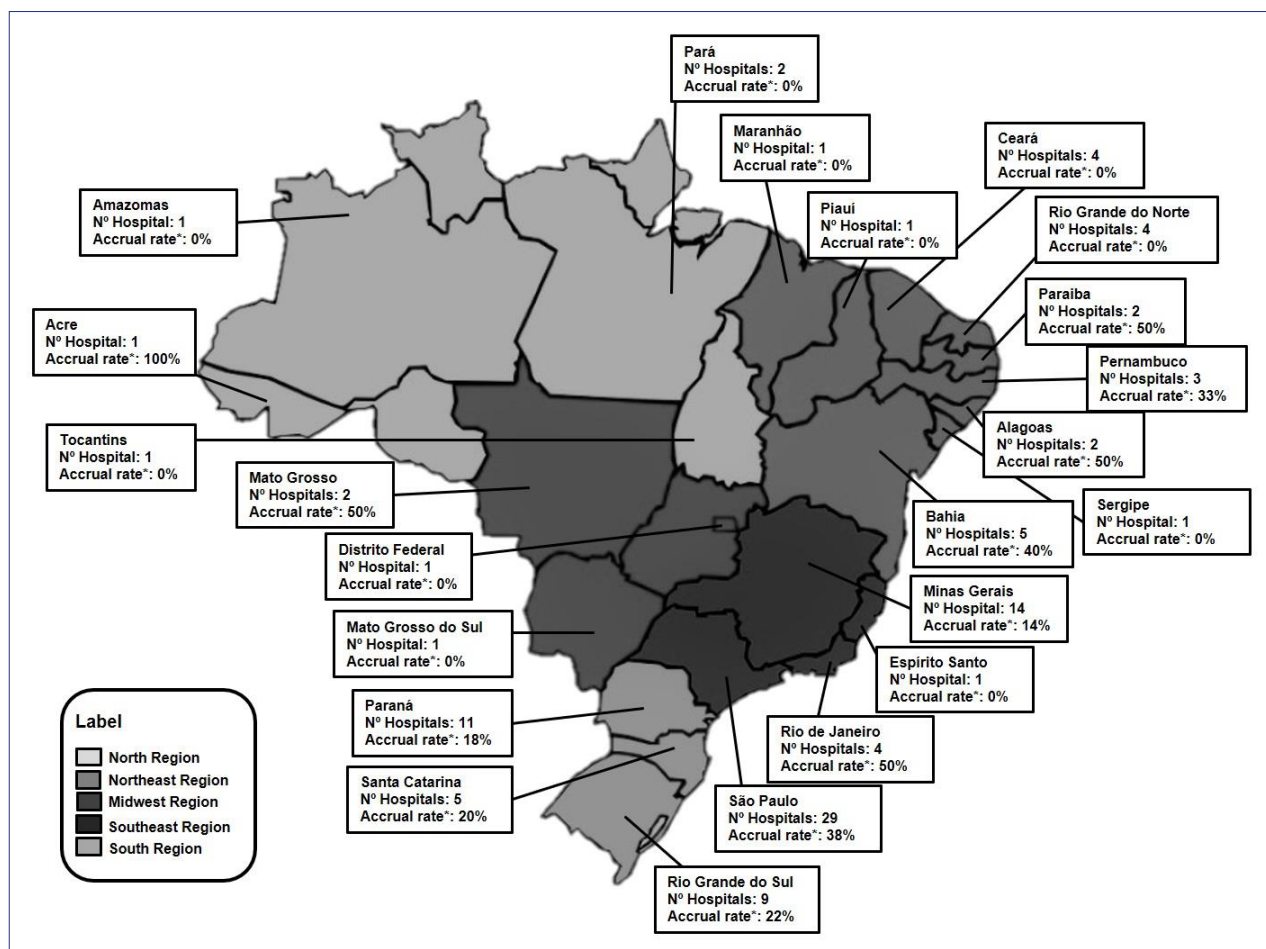 Pará
Nº Hospitals: 2
Accrual rate*: 0%
Maranhão
Nº Hospital: 1
Accrual rate*: 0%
Ceará
Nº Hospitals: 4
Accrual rate*: 0%
Amazomas
Nº Hospital: 1
Accrual rate*: 0%
Piauí
Nº Hospital: 1
Accrual rate*: 0%
Rio Grande do Norte
Nº Hospitals: 4
Accrual rate*: 0%
Paraiba
Nº Hospitals: 2
Accrual rate*: 50%
Acre
Nº Hospital: 1
Accrual rate*: 100%
Pernambuco
Nº Hospitals: 3
Accrual rate*: 33%
Alagoas
Nº Hospitals: 2
Accrual rate*: 50%
Tocantins
Nº Hospital: 1
Accrual rate*: 0%
Mato Grosso
Nº Hospitals: 2
Accrual rate*: 50%
Sergipe
Nº Hospital: 1
Accrual rate*: 0%
Bahia
Nº Hospitals: 5
Accrual rate*: 40%
Distrito Federal
Nº Hospital: 1
Accrual rate*: 0%
Minas Gerais
Nº Hospital: 14
Accrual rate*: 14%
Mato Grosso do Sul
Nº Hospital: 1
Accrual rate*: 0%
Espírito Santo
Nº Hospital: 1
Accrual rate*: 0%
Paraná
Nº Hospitals: 11
Accrual rate*: 18%
Rio de Janeiro
Nº Hospitals: 4
Accrual rate*: 50%
Santa Catarina
Nº Hospitals: 5
Accrual rate*: 20%
São Paulo
Nº Hospitals: 29
Accrual rate*: 38%
Rio Grande do Sul
Nº Hospitals: 9
Accrual rate*: 22%
Label
North Region
Northeast Region
Midwest Region
Southeast Region
South Region